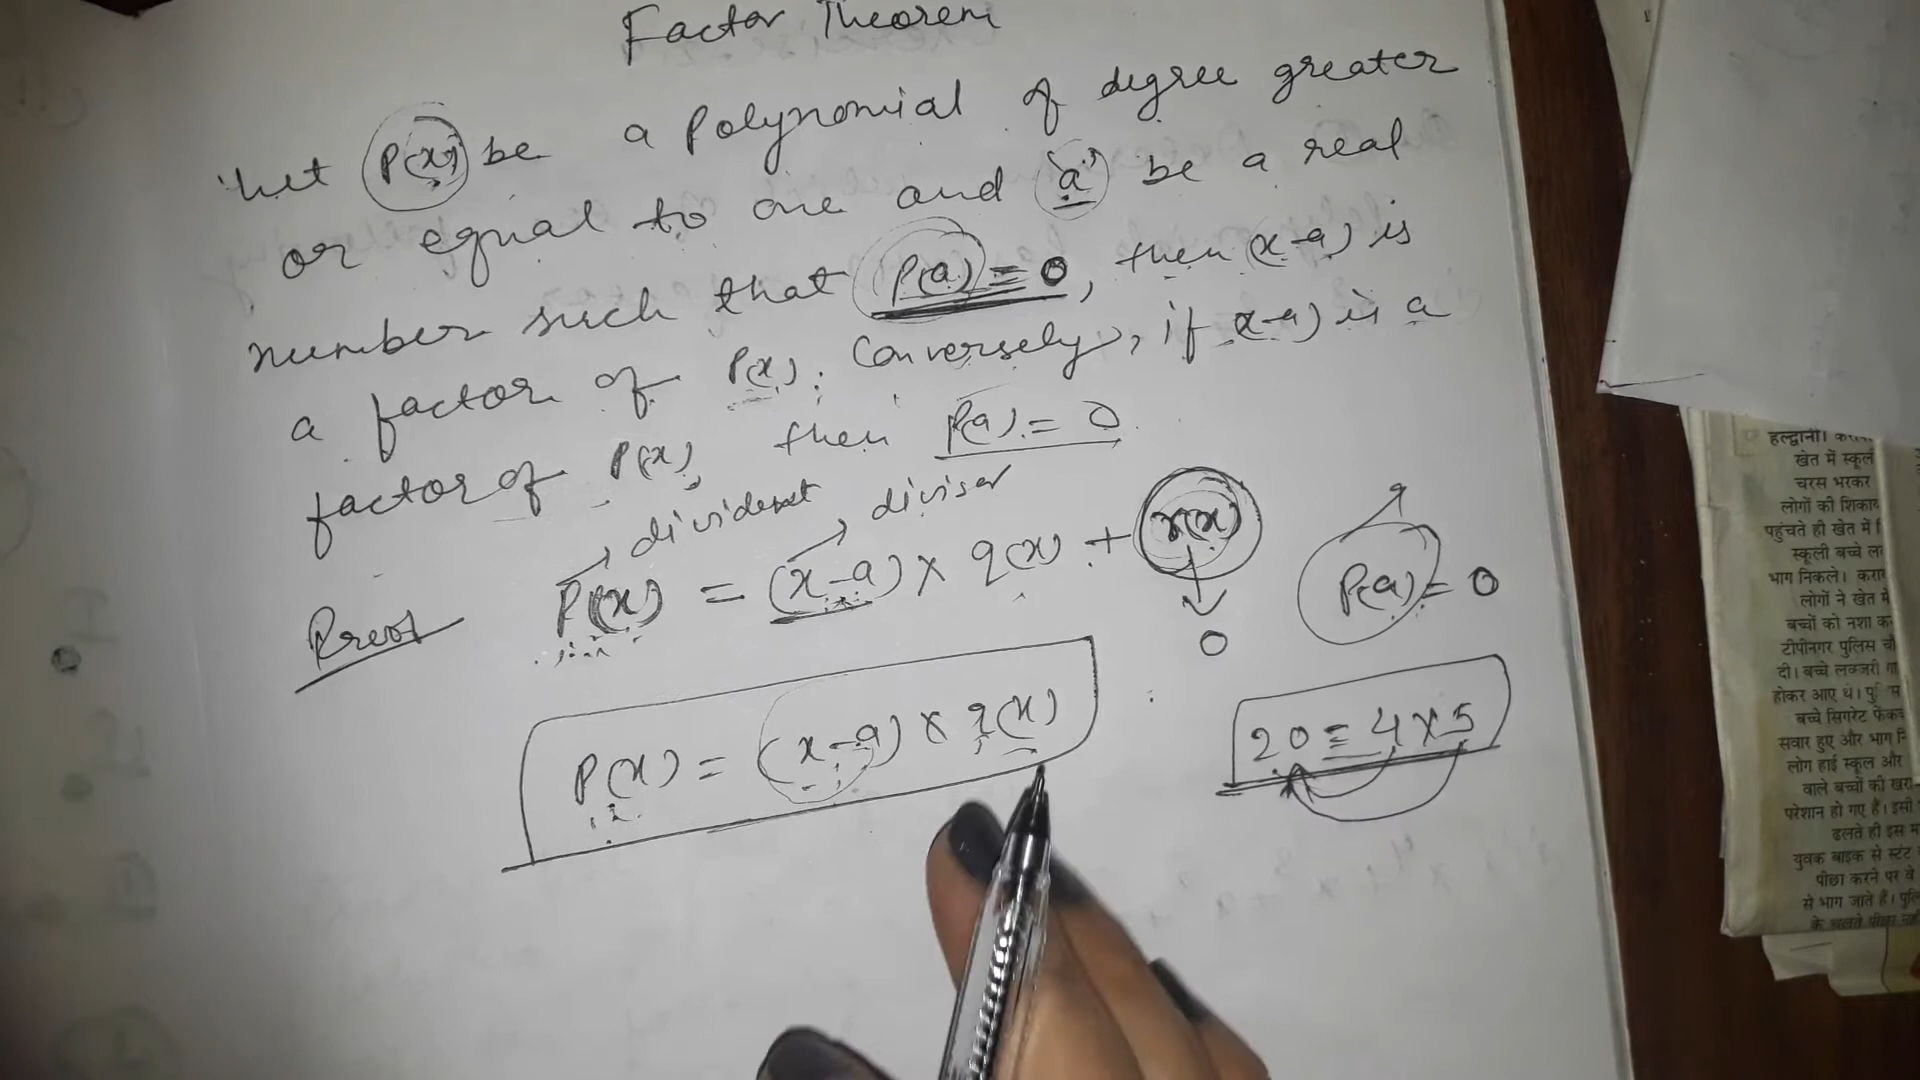 Factor Theorem
Let P(x) be a Polynomial of degree greater
or equal to one and 'a' be a real
number such that P(a) = 0, then (x-a) is
a factor of P(x). Conversely, if (x-a) is a
factor of P(x), then P(a) = 0
dividend divisor
Proof P(x) = (x-a) × q(x) + r(x)
0
P(a) = 0
P(x) = (x-a) × q(x)
20 = 4 × 5
हल्द्वानी।
खेत में
चरस भरकर
लोगों की
पहुंचते ही खेत में
स्कूली बच्चे
भाग निकले।
लोगों ने खेत
बच्चों को नशा
टीपीनगर पुलिस
दी। बच्चे लक्जरी
होकर आए थे।
बच्चे सिगरेट
सवार हुए और भाग
लोग हाई स्कूल और
वाले बच्चों की
परेशान हो गए हैं। इसी
ढलते ही इस
युवक बाइक से स्टंट
पीछा करने पर वे
से भाग जाते हैं।